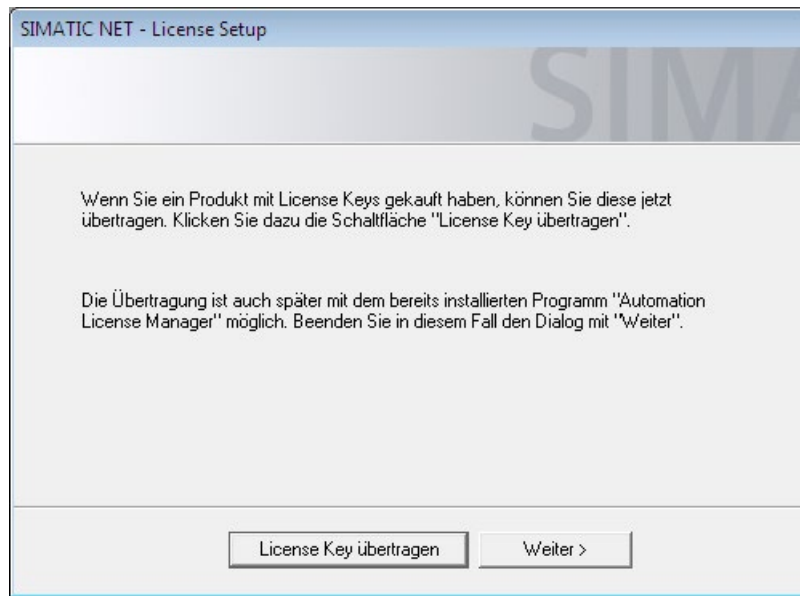 SIMATIC NET - License Setup
SIMA
Wenn Sie ein Produkt mit License Keys gekauft haben, können Sie diese jetzt
übertragen. Klicken Sie dazu die Schaltfläche "License Key übertragen".
Die Übertragung ist auch später mit dem bereits installierten Programm "Automation
License Manager" möglich. Beenden Sie in diesem Fall den Dialog mit "Weiter".
License Key übertragen
Weiter >